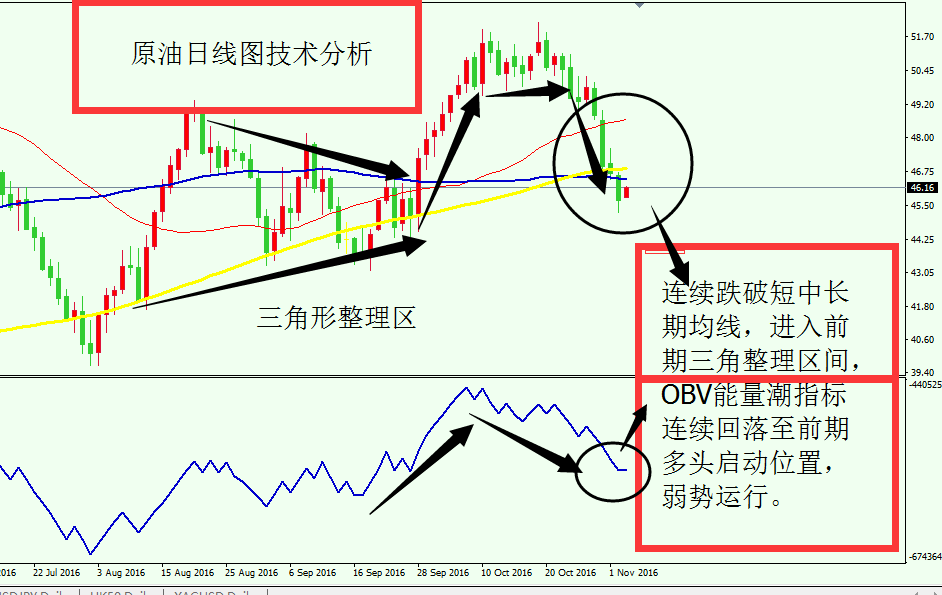 原油日线图技术分析
51.70
50.45
49.20
48.00
46.75
46.16
45.50
44.25
43.05
41.80
40.60
39.40
三角形整理区
连续跌破短中长
期均线，进入前
期三角整理区间，
OBV能量潮指标
连续回落至前期
多头启动位置，
弱势运行。
-440525
-674364
2016 22 Jul 2016 3 Aug 2016 15 Aug 2016 25 Aug 2016 6 Sep 2016 16 Sep 2016 28 Sep 2016 10 Oct 2016 20 Oct 2016 1 Nov 2016